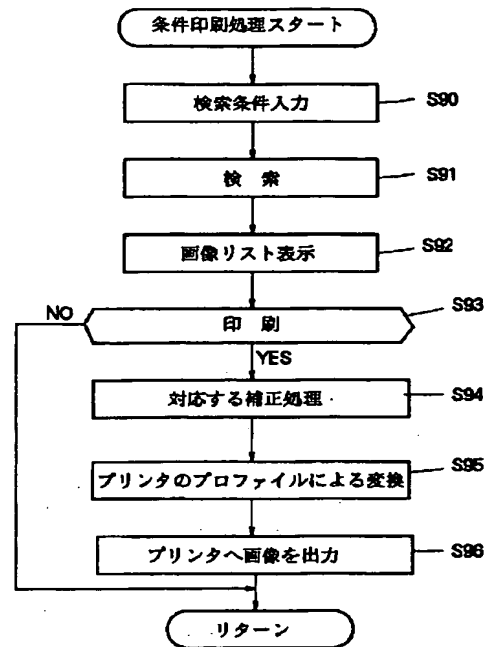 条件印刷処理スタート
検索条件入力
S90
検 索
S91
画像リスト表示
S92
印 刷
S93
NO
YES
対応する補正処理
S94
プリンタのプロファイルによる変換
S95
プリンタへ画像を出力
S96
リターン